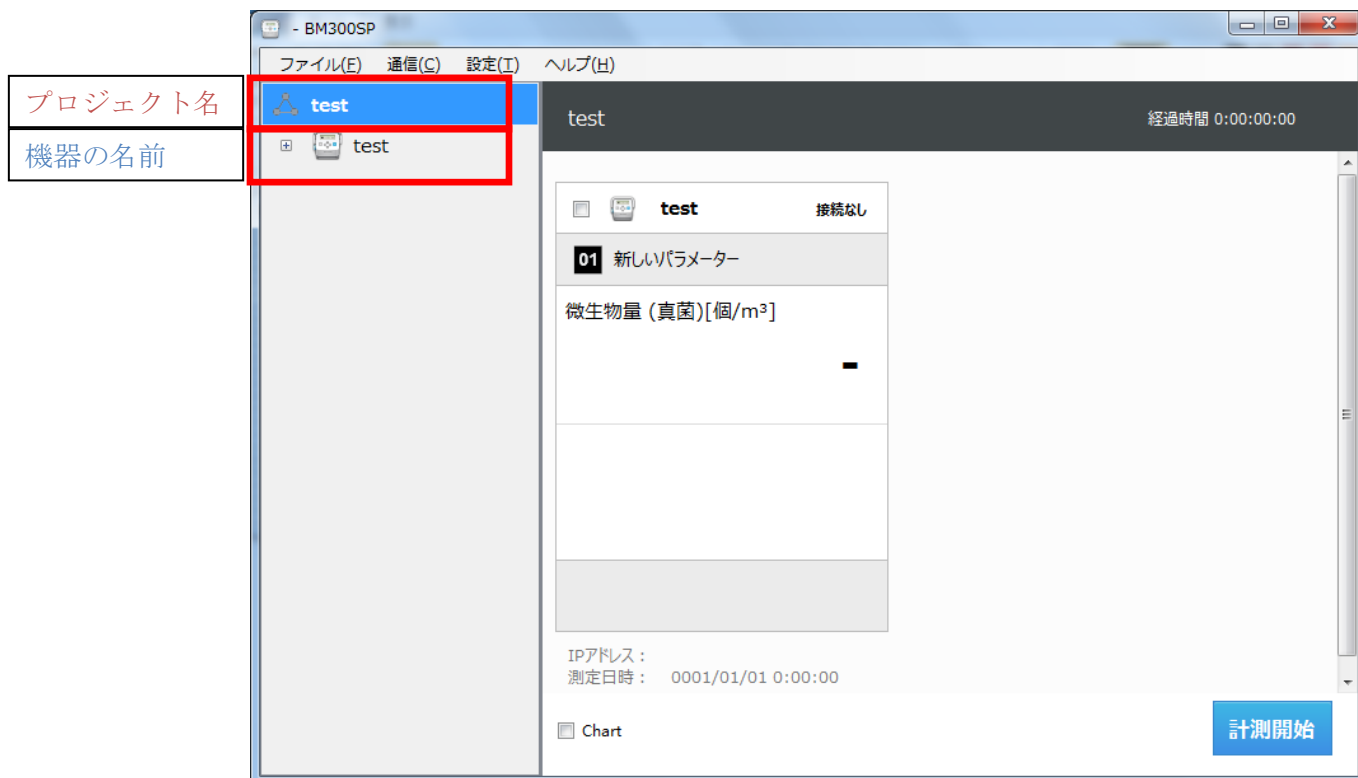 - BM300SP
ファイル(F) 通信(C) 設定(T) ヘルプ(H)
プロジェクト名
test
機器の名前
test
test
経過時間 0:00:00:00
test
接続なし
01 新しいパラメーター
微生物量 (真菌)[個/m³]
-
IPアドレス :
測定日時 : 0001/01/01 0:00:00
Chart
計測開始